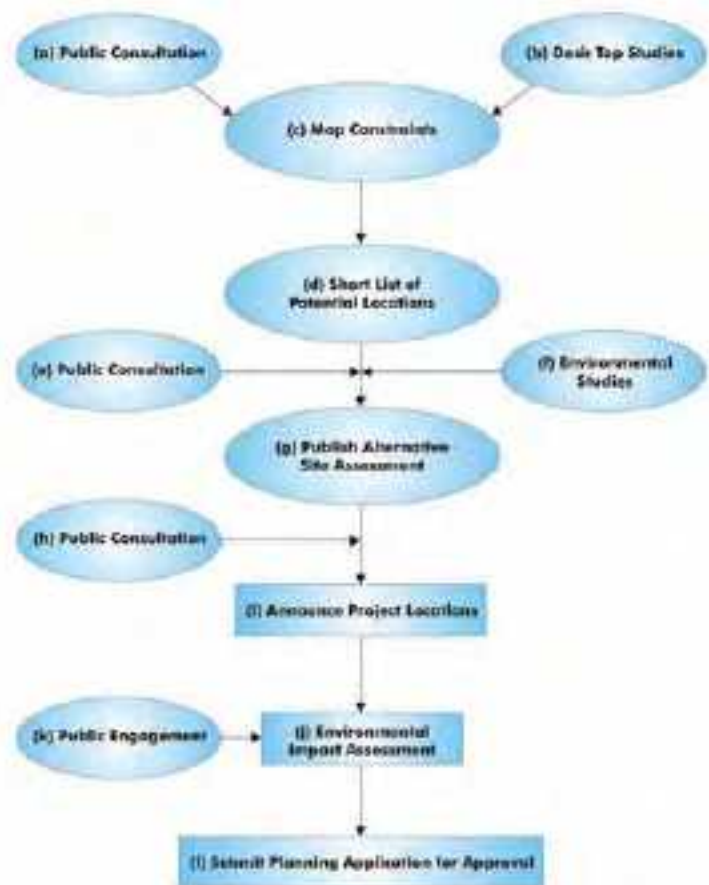 (a) Public Consultation
(b) Desk Top Studies
(c) Map Constraints
(d) Short List of
Potential Locations
(e) Public Consultation
(f) Environmental
Studies
(g) Publish Alternative
Site Assessment
(h) Public Consultation
(i) Announce Project Locations
(k) Public Engagement
(j) Environmental
Impact Assessment
(l) Submit Planning Application for Approval